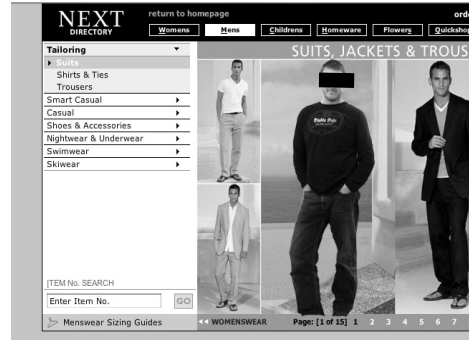 NEXT
DIRECTORY
return to homepage
Womens
Mens
Childrens
Homeware
Flowers
Quickshop
SUITS, JACKETS & TROUS
Tailoring
Suits
Shirts & Ties
Trousers
Smart Casual
Casual
Shoes & Accessories
Nightwear & Underwear
Swimwear
Skiwear
ITEM No. SEARCH
Enter Item No.
GO
Menswear Sizing Guides
WOMENSWEAR
Page: [1 of 15] 1 2 3 4 5 6 7